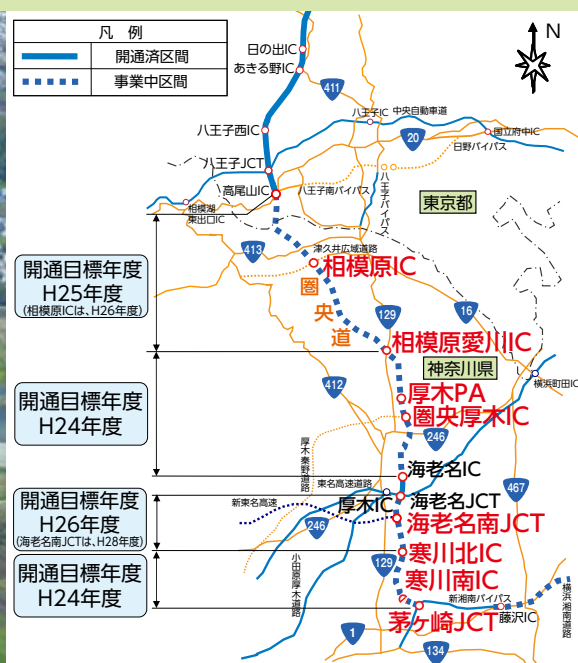 凡 例
開通済区間
事業中区間
N
日の出IC
あきる野IC
411
八王子IC
中央自動車道
20
国立府中IC
日野バイパス
八王子西IC
八王子JCT
高尾山IC
八王子南バイパス
八王子バイパス
東京都
相模湖
東出口IC
413
津久井広域道路
相模原IC
開通目標年度
H25年度
(相模原ICは、H26年度)
圏央道
129
16
相模原愛川IC
神奈川県
横浜町田IC
412
厚木PA
圏央厚木IC
246
開通目標年度
H24年度
厚木秦野道路
海老名IC
東名高速道路
厚木IC
海老名JCT
467
新東名高速
海老名南JCT
246
開通目標年度
H26年度
(海老名南JCTは、H28年度)
小田原厚木道路
129
寒川北IC
寒川南IC
開通目標年度
H24年度
新湘南バイパス
横浜湘南道路
藤沢IC
茅ヶ崎JCT
1
134